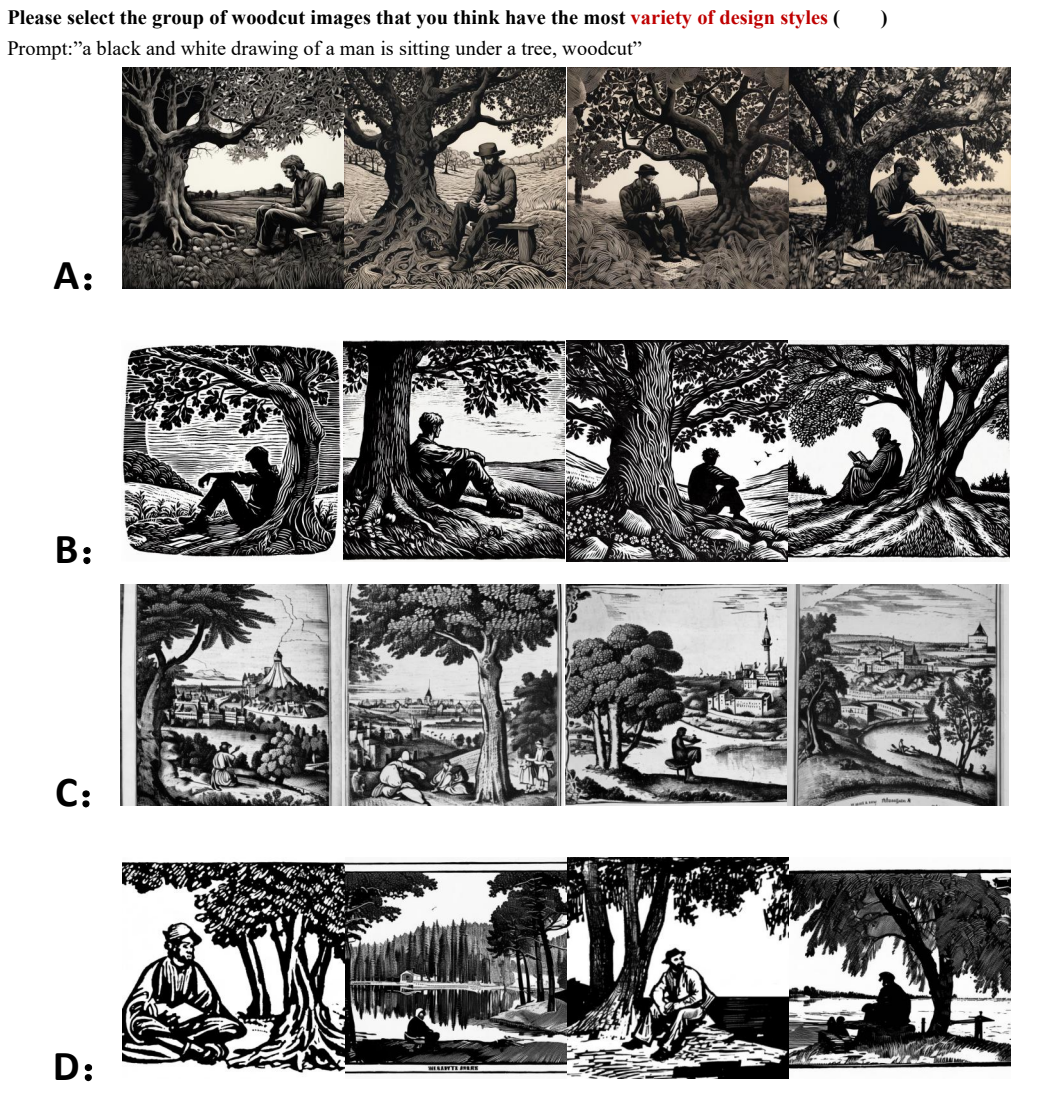 Please select the group of woodcut images that you think have the most variety of design styles (        )
Prompt:”a black and white drawing of a man is sitting under a tree, woodcut”
A：
B：
C：
D：